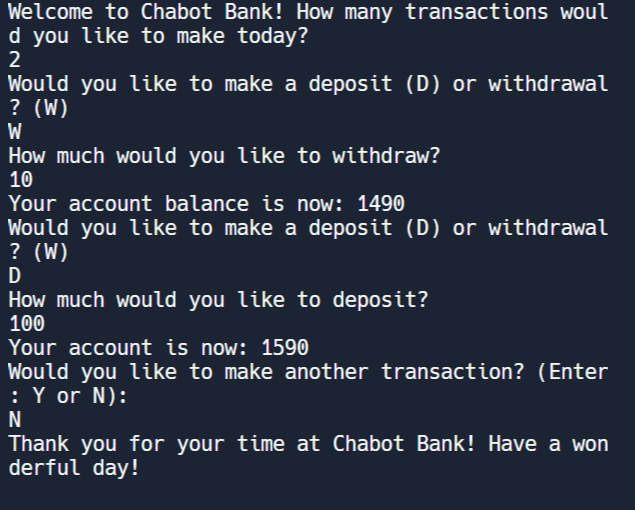 Welcome to Chabot Bank! How many transactions woul
d you like to make today?
2
Would you like to make a deposit (D) or withdrawal
? (W)
W
How much would you like to withdraw?
10
Your account balance is now: 1490
Would you like to make a deposit (D) or withdrawal
? (W)
D
How much would you like to deposit?
100
Your account is now: 1590
Would you like to make another transaction? (Enter
: Y or N):
N
Thank you for your time at Chabot Bank! Have a won
derful day!